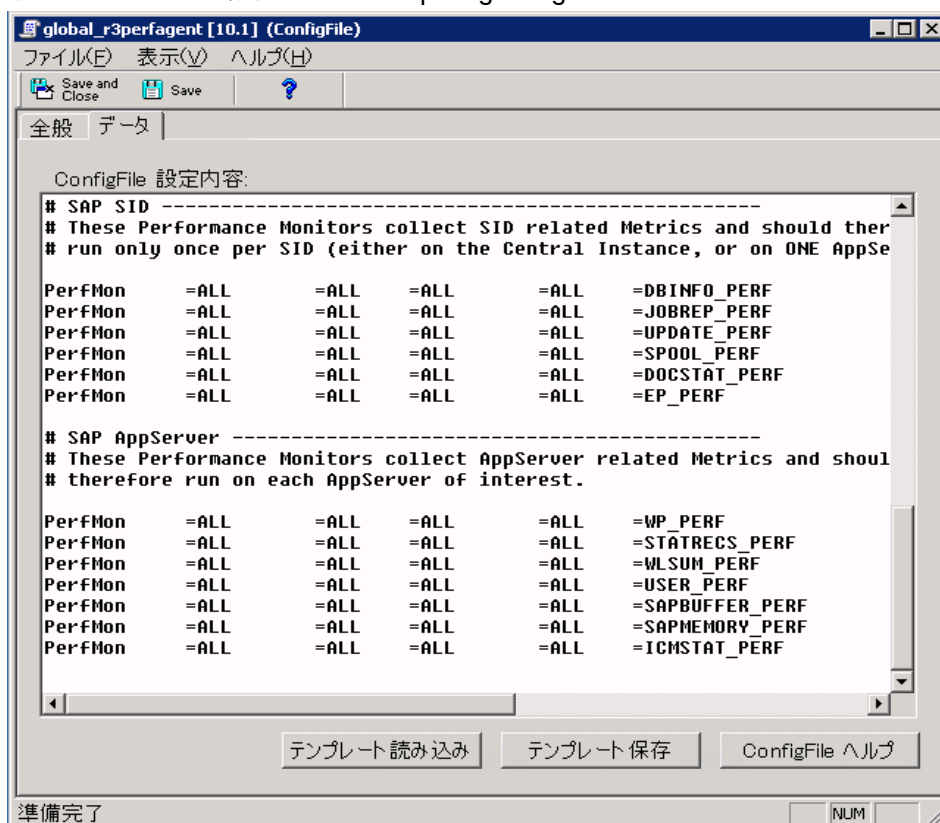 global_r3perfagent [10.1] (ConfigFile)
ファイル(F) 表示(V) ヘルプ(H)
Save and Close Save
全般 データ
ConfigFile 設定内容:
# SAP SID ----------------------------------------------------
# These Performance Monitors collect SID related Metrics and should ther
# run only once per SID (either on the Central Instance, or on ONE AppSe
PerfMon =ALL =ALL =ALL =ALL =DBINFO_PERF
PerfMon =ALL =ALL =ALL =ALL =JOBREP_PERF
PerfMon =ALL =ALL =ALL =ALL =UPDATE_PERF
PerfMon =ALL =ALL =ALL =ALL =SPOOL_PERF
PerfMon =ALL =ALL =ALL =ALL =DOCSTAT_PERF
PerfMon =ALL =ALL =ALL =ALL =EP_PERF
# SAP AppServer ----------------------------------------------
# These Performance Monitors collect AppServer related Metrics and shoul
# therefore run on each AppServer of interest.
PerfMon =ALL =ALL =ALL =ALL =WP_PERF
PerfMon =ALL =ALL =ALL =ALL =STATRECS_PERF
PerfMon =ALL =ALL =ALL =ALL =WLSUM_PERF
PerfMon =ALL =ALL =ALL =ALL =USER_PERF
PerfMon =ALL =ALL =ALL =ALL =SAPBUFFER_PERF
PerfMon =ALL =ALL =ALL =ALL =SAPMEMORY_PERF
PerfMon =ALL =ALL =ALL =ALL =ICMSTAT_PERF
テンプレート読み込み テンプレート保存 ConfigFile ヘルプ
準備完了 NUM